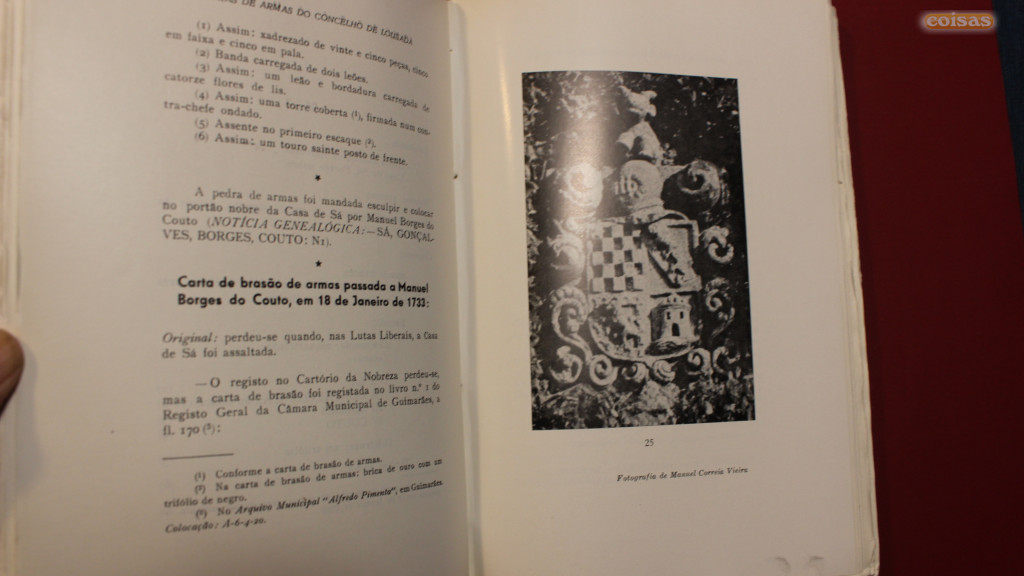 DE ARMAS DO CONCELHO DE LOUSADA
(1) Assim: xadrezado de vinte e cinco peças, cinco
em faixa e cinco em pala.
(2) Banda carregada de dois leões.
(3) Assim: um leão e bordadura carregada de
catorze flores de lis.
(4) Assim: uma torre coberta (¹), firmada num con-
tra-chefe ondado.
(5) Assente no primeiro escaque (²).
(6) Assim: um touro sainte posto de frente.
★
A pedra de armas foi mandada esculpir e colocar
no portão nobre da Casa de Sá por Manuel Borges do
Couto (NOTÍCIA GENEALÓGICA: — SÁ, GONÇAL-
VES, BORGES, COUTO: N1).
★
Carta de brasão de armas passada a Manuel
Borges do Couto, em 18 de Janeiro de 1733:
Original: perdeu-se quando, nas Lutas Liberais, a Casa
de Sá foi assaltada.
— O registo no Cartório da Nobreza perdeu-se,
mas a carta de brasão foi registada no livro n.º 1 do
Registo Geral da Câmara Municipal de Guimarães, a
fl. 170 (³):
(¹) Conforme a carta de brasão de armas.
(²) Na carta de brasão de armas: brica de ouro com um
trifólio de negro.
(³) No Arquivo Municipal "Alfredo Pimenta", em Guimarães.
Colocação: A-6-4-20.
25
Fotografia de Manuel Correia Vieira
coisas